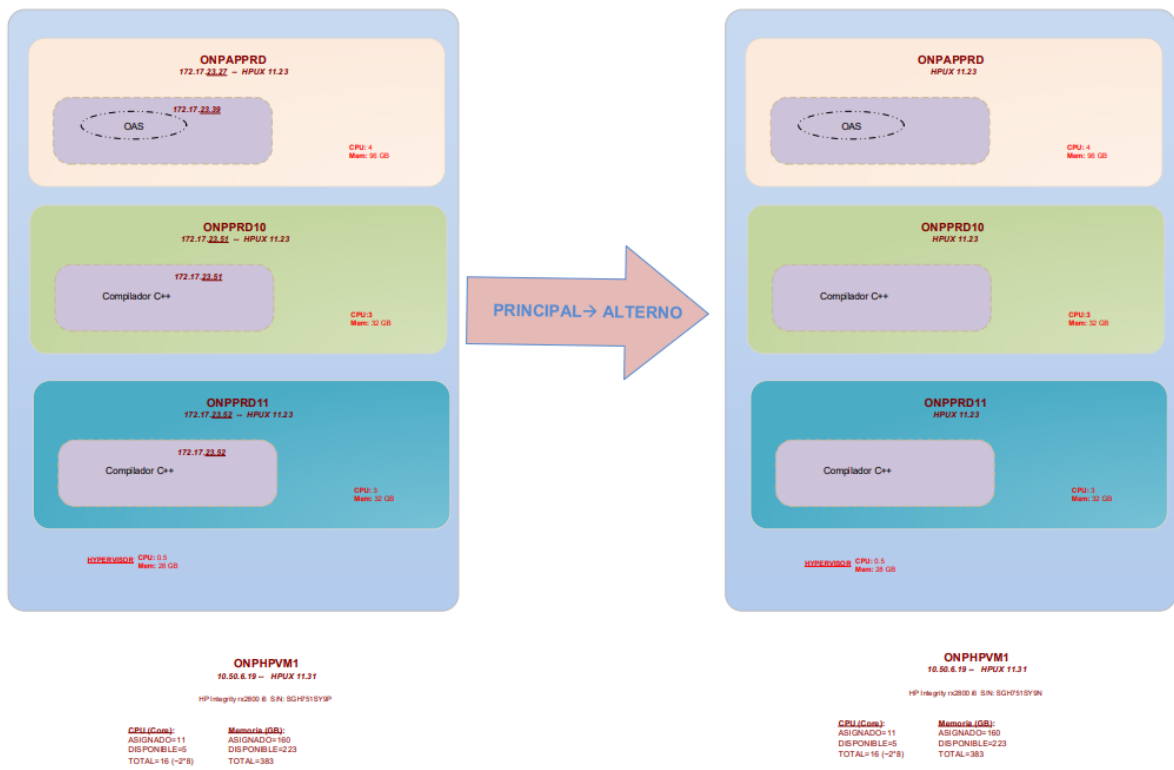 ONPAPPRD
172.17.23.27 -- HPUX 11.23
172.17.23.39
OAS
CPU: 4
Mem: 96 GB
ONPPRD10
172.17.23.51 -- HPUX 11.23
172.17.23.51
Compilador C++
CPU:3
Mem: 32 GB
ONPPRD11
172.17.23.52 -- HPUX 11.23
172.17.23.52
Compilador C++
CPU: 3
Mem: 32 GB
HYPERVISOR CPU: 0.5
Mem: 28 GB
ONPHPVM1
10.50.6.19 -- HPUX 11.31
HP Integrity rx2800 i6 S/N: SGH751SY9P
CPU (Core):
ASIGNADO=11
DISPONIBLE=5
TOTAL=16 (~2*8)
Memoria (GB):
ASIGNADO=160
DISPONIBLE=223
TOTAL=383
PRINCIPAL→ ALTERNO
ONPAPPRD
HPUX 11.23
OAS
CPU: 4
Mem: 96 GB
ONPPRD10
HPUX 11.23
Compilador C++
CPU:3
Mem: 32 GB
ONPPRD11
HPUX 11.23
Compilador C++
CPU: 3
Mem: 32 GB
HYPERVISOR CPU: 0.5
Mem: 28 GB
ONPHPVM1
10.50.6.19 -- HPUX 11.31
HP Integrity rx2800 i6 S/N: SGH751SY9N
CPU (Core):
ASIGNADO=11
DISPONIBLE=5
TOTAL=16 (~2*8)
Memoria (GB):
ASIGNADO=160
DISPONIBLE=223
TOTAL=383